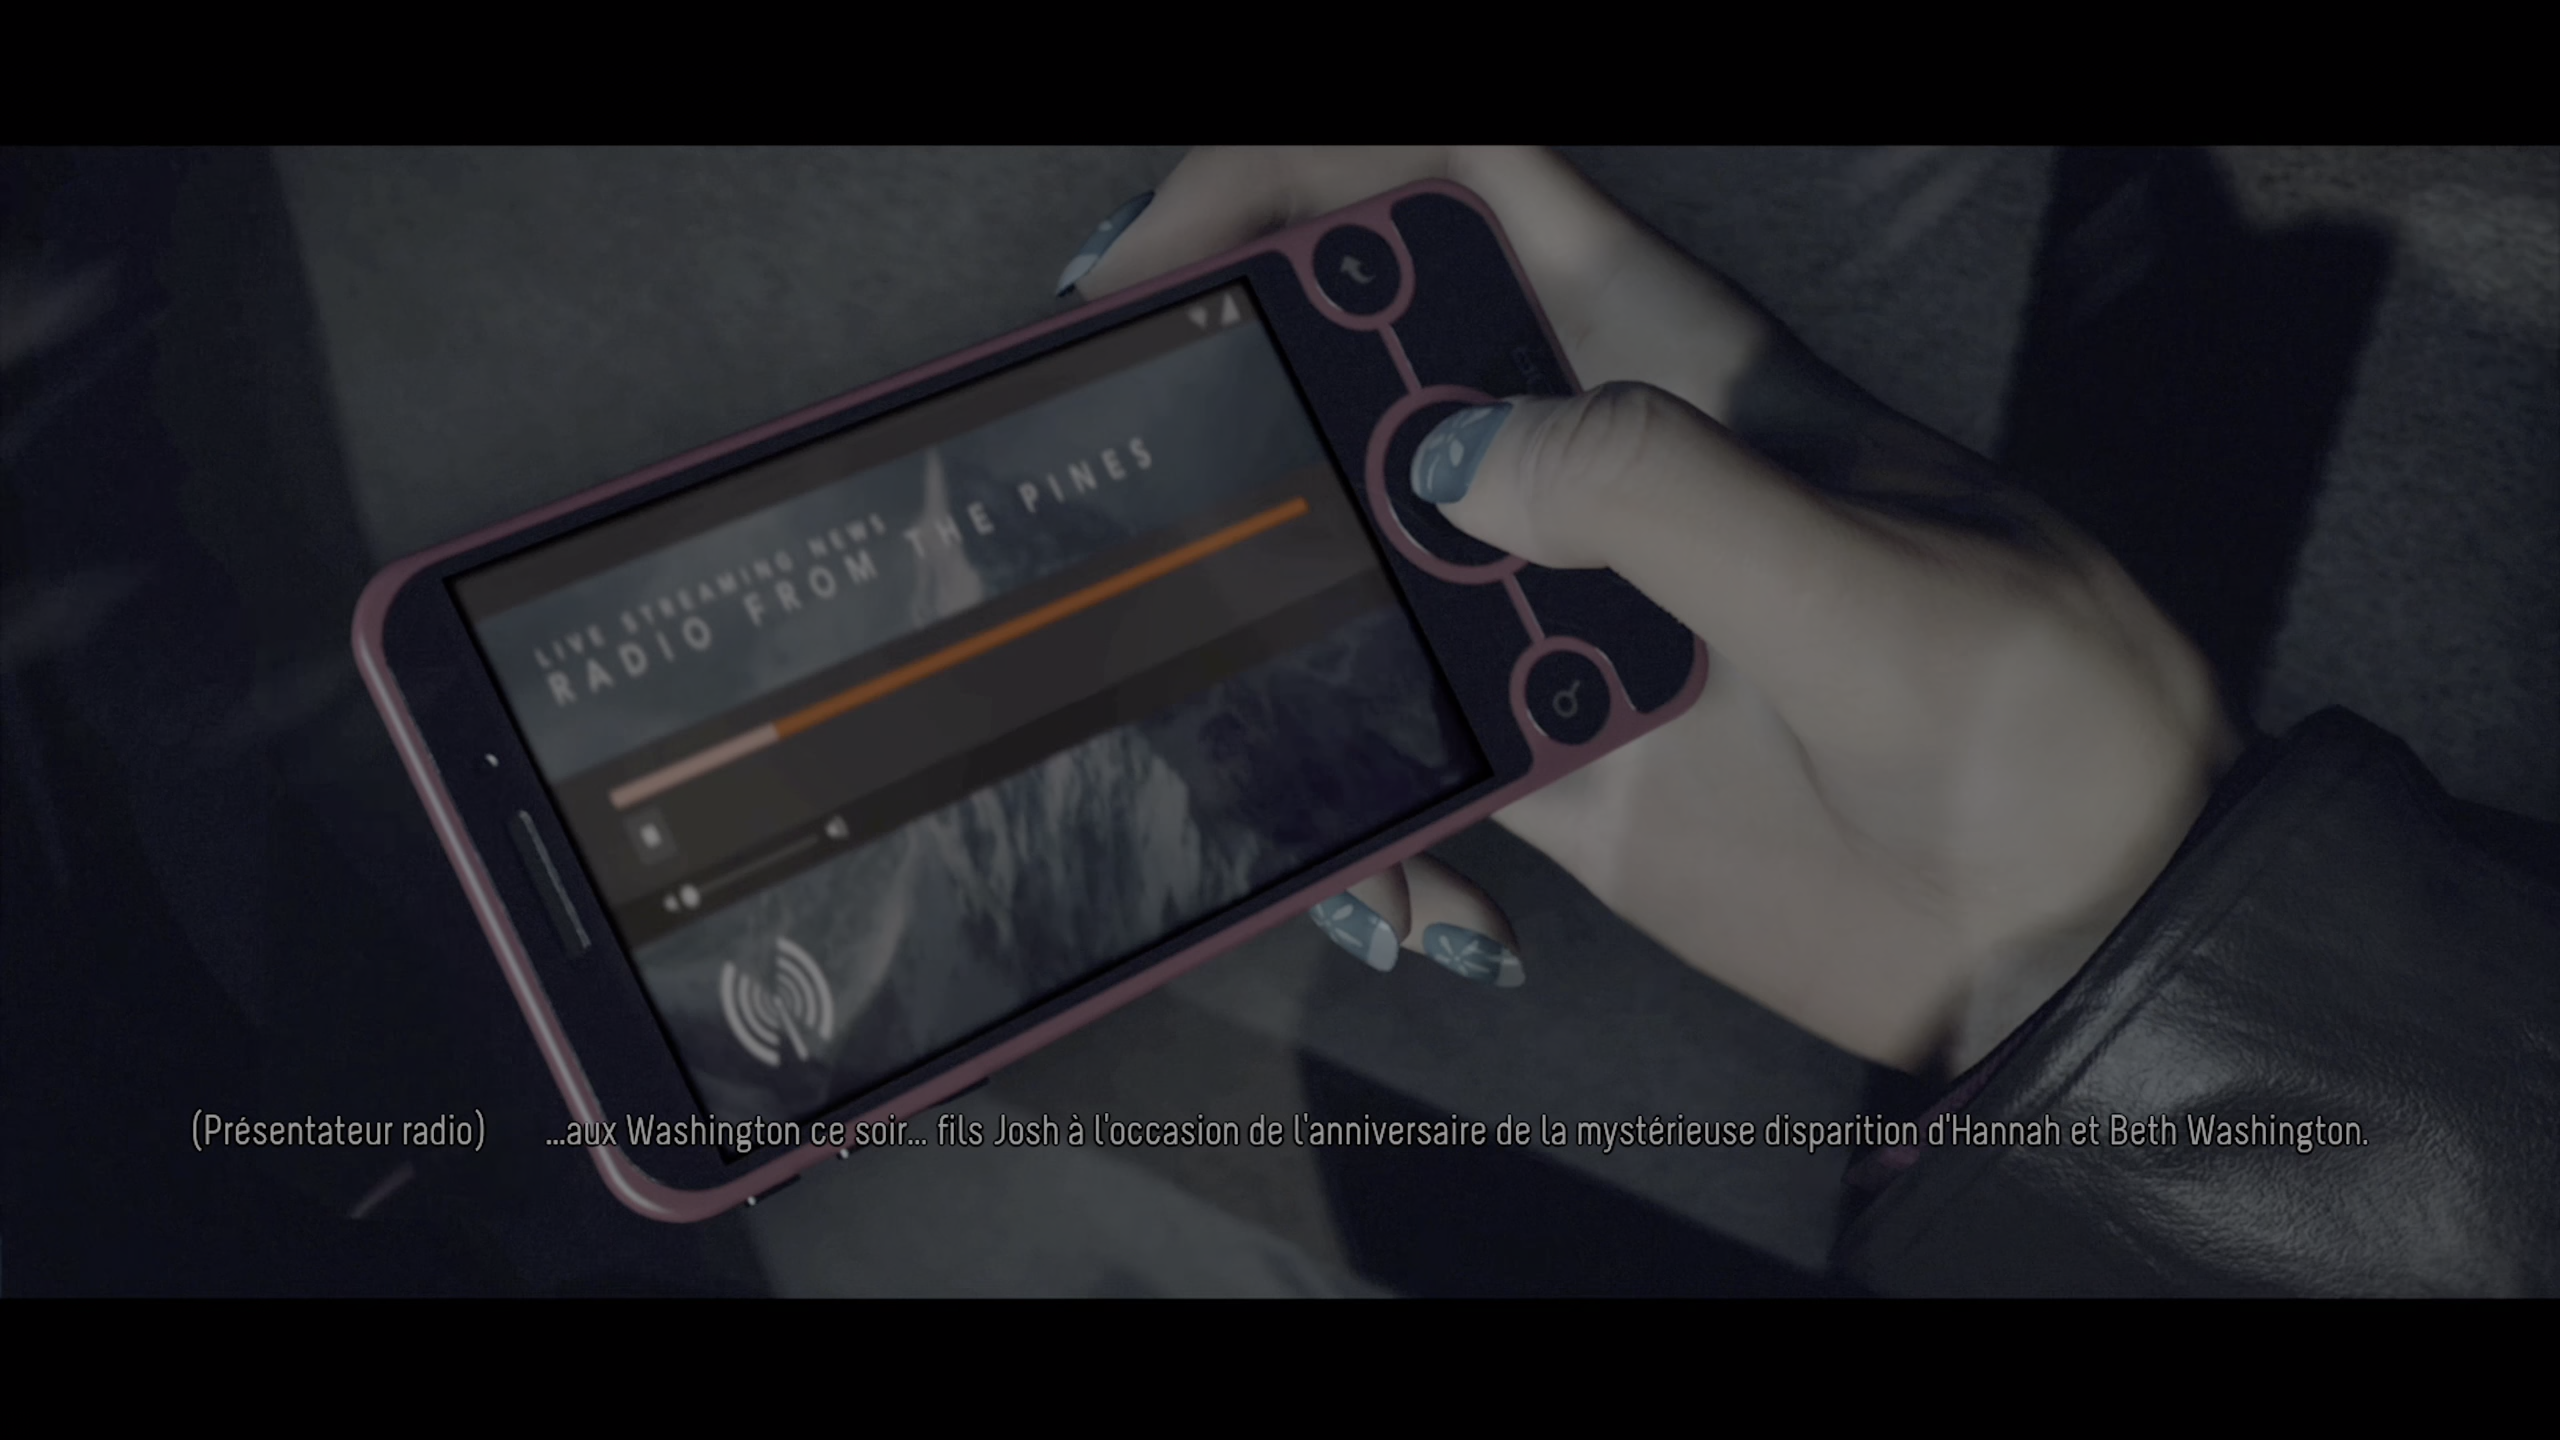 LIVE STREAMING NEWS
RADIO FROM THE PINES
(Présentateur radio) ...aux Washington ce soir... fils Josh à l'occasion de l'anniversaire de la mystérieuse disparition d'Hannah et Beth Washington.